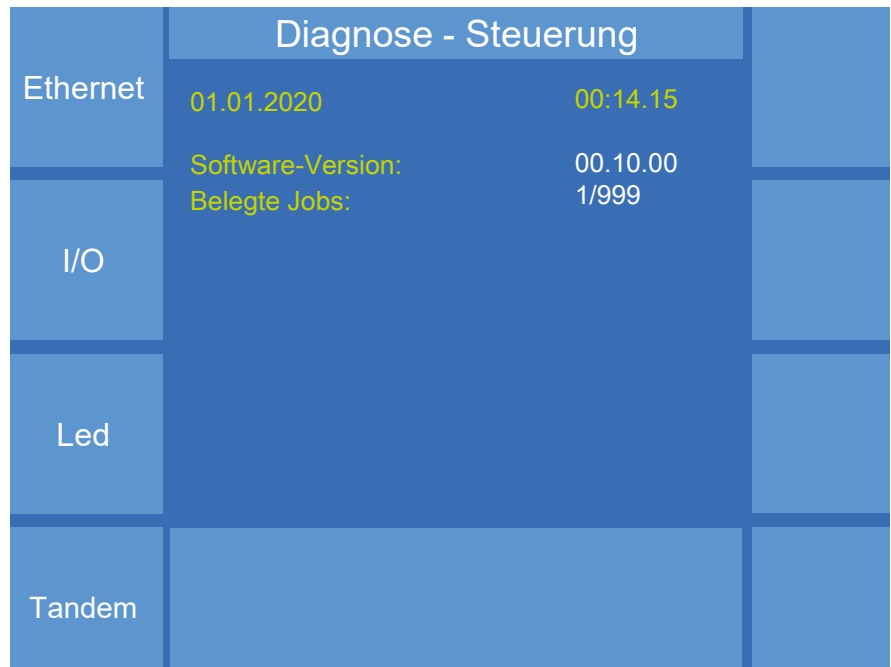 Diagnose - Steuerung
Ethernet
01.01.2020 00:14.15
Software-Version: 00.10.00
Belegte Jobs: 1/999
I/O
Led
Tandem